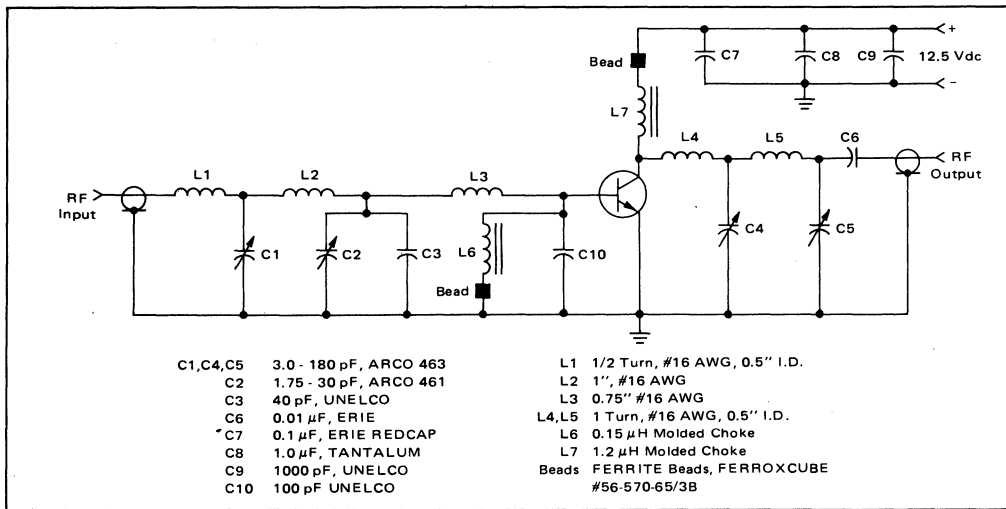 +
Bead
C7
C8
C9
12.5 Vdc
−
L7
L4
L5
C6
RF
Output
L1
L2
L3
RF
Input
C1
C2
C3
L6
C10
C4
C5
Bead
C1,C4,C5 3.0 - 180 pF, ARCO 463
C2 1.75 - 30 pF, ARCO 461
C3 40 pF, UNELCO
C6 0.01 μF, ERIE
C7 0.1 μF, ERIE REDCAP
C8 1.0 μF, TANTALUM
C9 1000 pF, UNELCO
C10 100 pF UNELCO
L1 1/2 Turn, #16 AWG, 0.5" I.D.
L2 1", #16 AWG
L3 0.75" #16 AWG
L4,L5 1 Turn, #16 AWG, 0.5" I.D.
L6 0.15 μH Molded Choke
L7 1.2 μH Molded Choke
Beads FERRITE Beads, FERROXCUBE
#56-570-65/3B